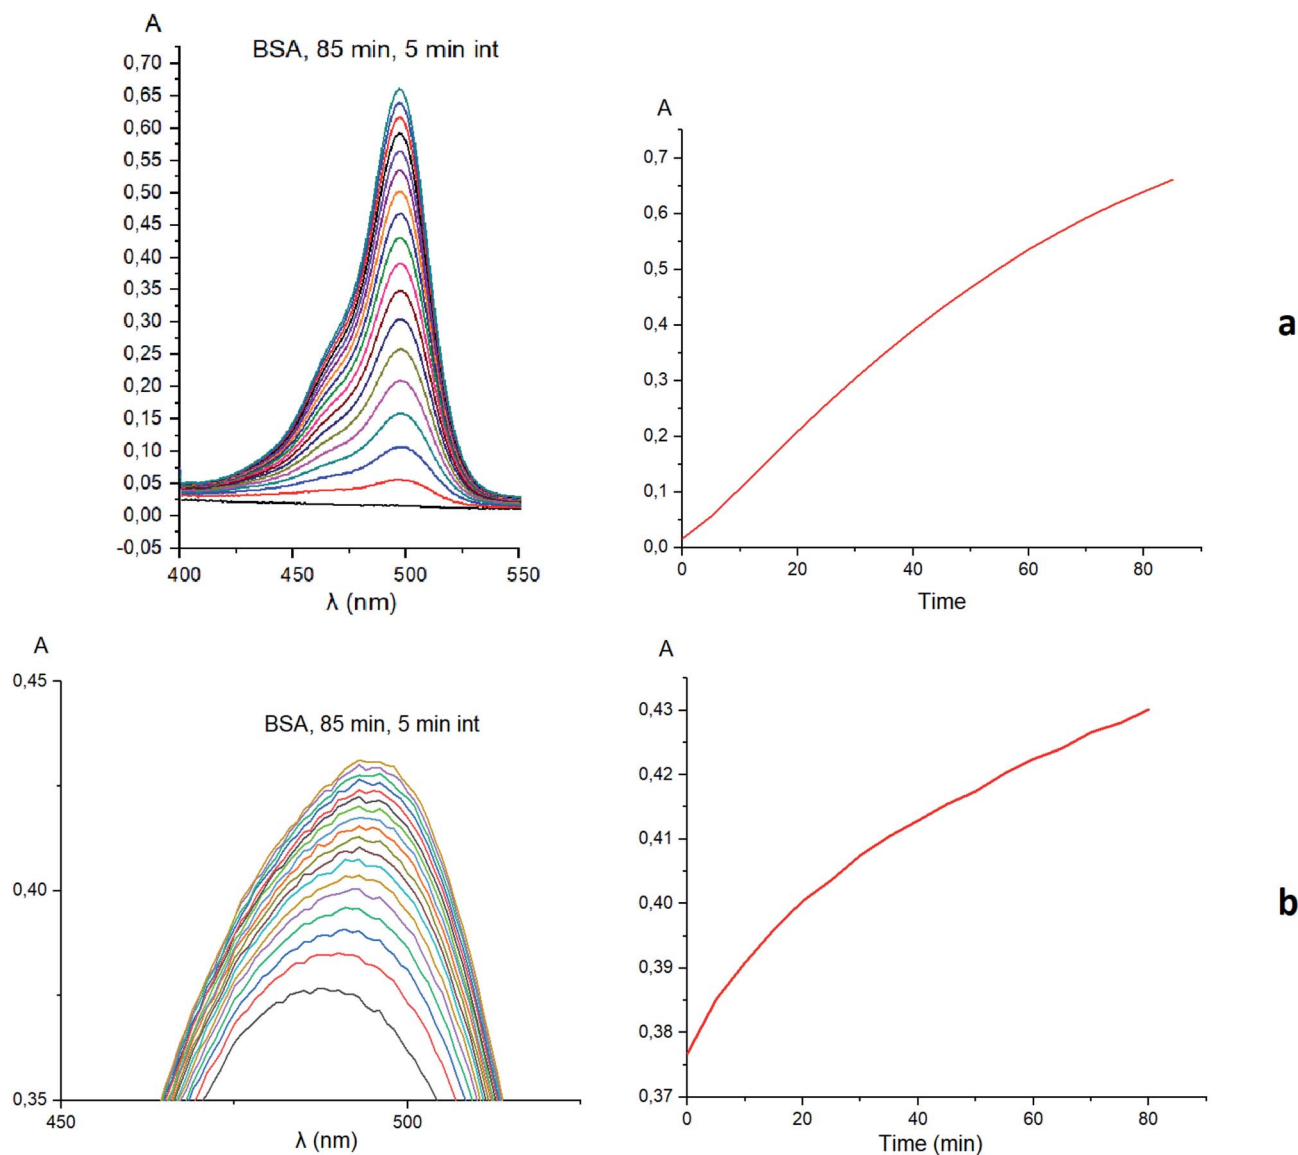 A
BSA, 85 min, 5 min int
0,70
0,65
0,60
0,55
0,50
0,45
0,40
0,35
0,30
0,25
0,20
0,15
0,10
0,05
0,00
-0,05
400 450 500 550
λ (nm)
A
0,7
0,6
0,5
0,4
0,3
0,2
0,1
0,0
0 20 40 60 80
Time
a
A
0,45
BSA, 85 min, 5 min int
0,40
0,35
450 500
λ (nm)
A
0,43
0,42
0,41
0,40
0,39
0,38
0,37
0 20 40 60 80
Time (min)
b